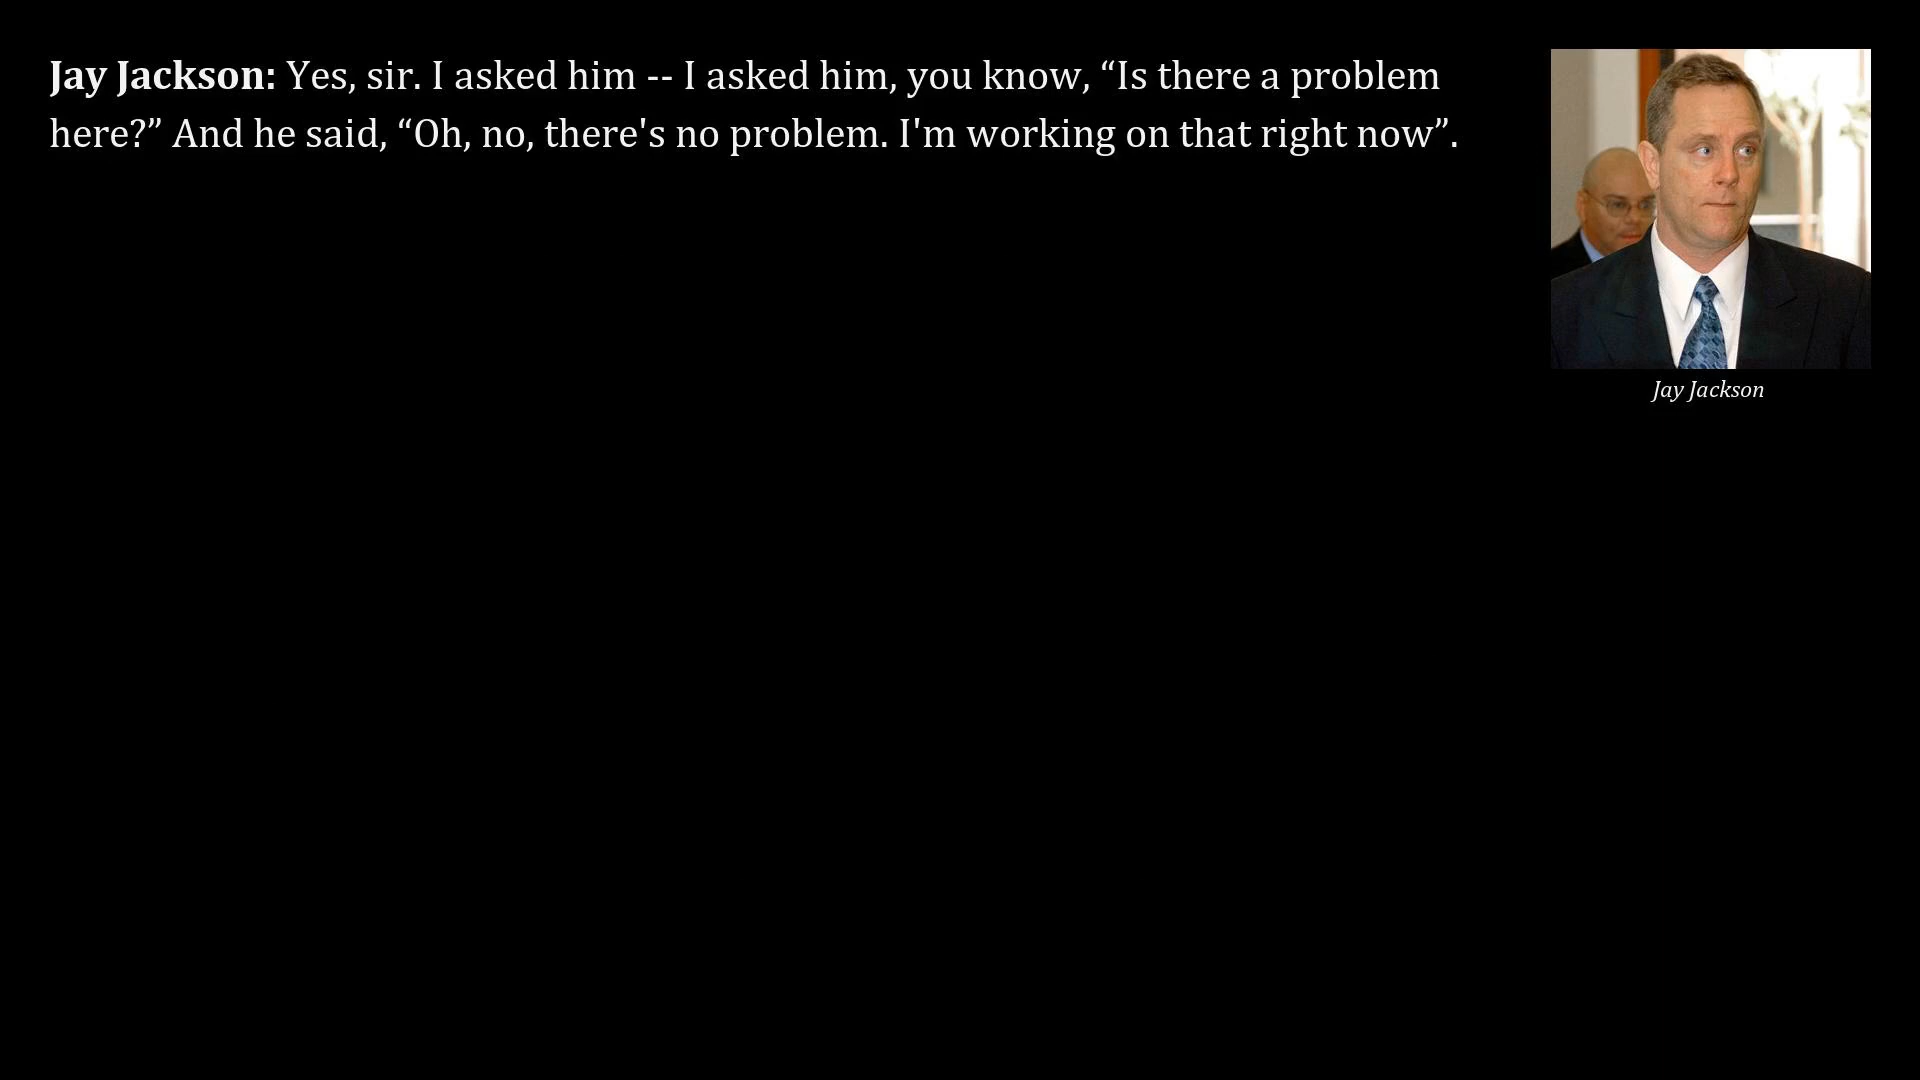 Jay Jackson: Yes, sir. I asked him -- I asked him, you know, “Is there a problem
here?” And he said, “Oh, no, there's no problem. I'm working on that right now”.
Jay Jackson